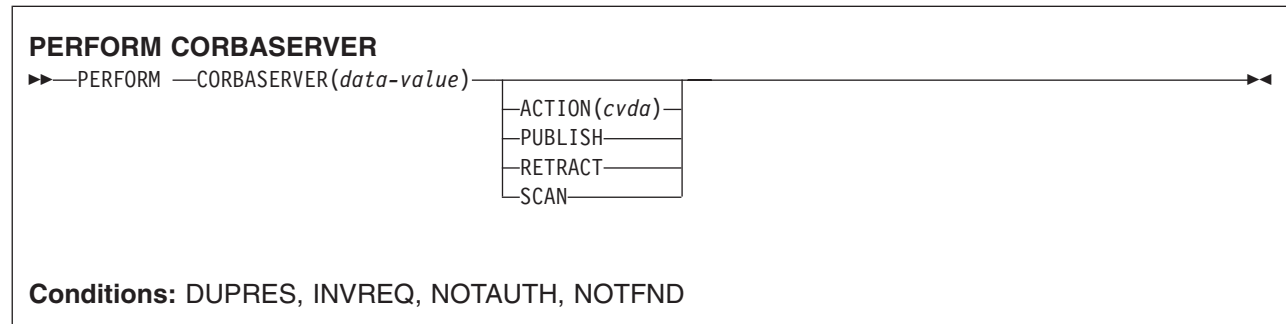 PERFORM CORBASERVER
PERFORM CORBASERVER(data-value)
ACTION(cvda)
PUBLISH
RETRACT
SCAN
Conditions: DUPRES, INVREQ, NOTAUTH, NOTFND